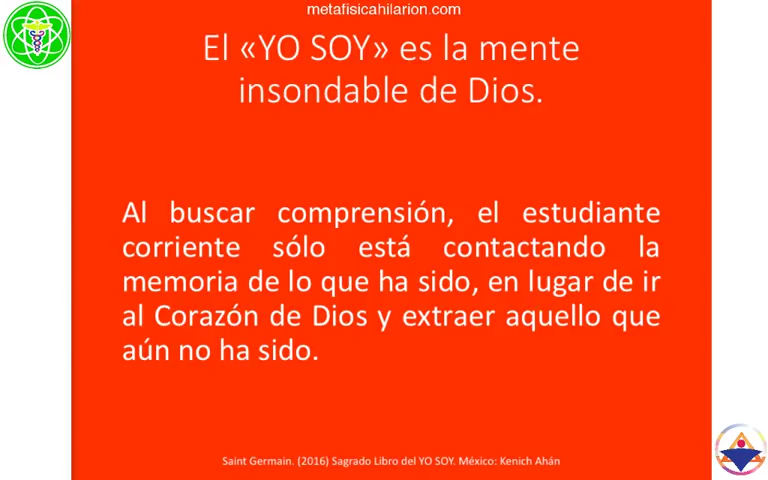 metafisicahilarion.com
El «YO SOY» es la mente
insondable de Dios.
Al buscar comprensión, el estudiante
corriente sólo está contactando la
memoria de lo que ha sido, en lugar de ir
al Corazón de Dios y extraer aquello que
aún no ha sido.
Saint Germain. (2016) Sagrado Libro del YO SOY. México: Kenich Ahán